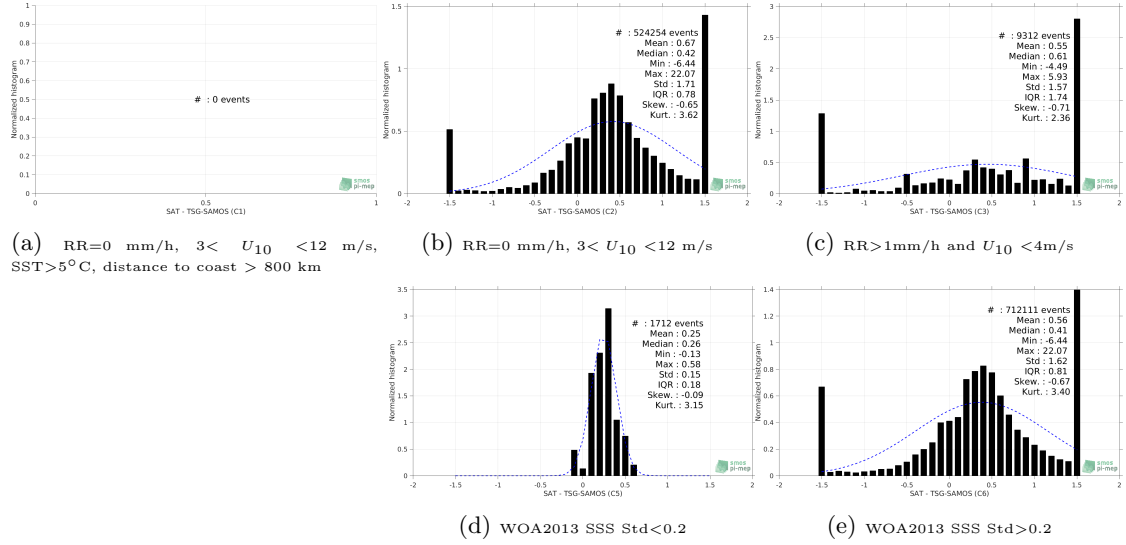 1
0.9
0.8
0.7
0.6
0.5
0.4
0.3
0.2
0.1
0
Normalized histogram
# : 0 events
0 0.5 1
SAT - TSG-SAMOS (C1)
smos
pi-mep
(a) RR=0 mm/h, 3< U10 <12 m/s,
SST>5°C, distance to coast > 800 km
1.5
1
0.5
0
Normalized histogram
# : 524254 events
Mean : 0.67
Median : 0.42
Min : -6.44
Max : 22.07
Std : 1.71
IQR : 0.78
Skew. : -0.65
Kurt. : 3.62
-2 -1.5 -1 -0.5 0 0.5 1 1.5 2
SAT - TSG-SAMOS (C2)
smos
pi-mep
(b) RR=0 mm/h, 3< U10 <12 m/s
3
2.5
2
1.5
1
0.5
0
Normalized histogram
# : 9312 events
Mean : 0.55
Median : 0.61
Min : -4.49
Max : 5.93
Std : 1.57
IQR : 1.74
Skew. : -0.71
Kurt. : 2.36
-2 -1.5 -1 -0.5 0 0.5 1 1.5 2
SAT - TSG-SAMOS (C3)
smos
pi-mep
(c) RR>1mm/h and U10 <4m/s
3.5
3
2.5
2
1.5
1
0.5
0
Normalized histogram
# : 1712 events
Mean : 0.25
Median : 0.26
Min : -0.13
Max : 0.58
Std : 0.15
IQR : 0.18
Skew. : -0.09
Kurt. : 3.15
-2 -1.5 -1 -0.5 0 0.5 1 1.5 2
SAT - TSG-SAMOS (C5)
smos
pi-mep
(d) WOA2013 SSS Std<0.2
1.4
1.2
1
0.8
0.6
0.4
0.2
0
Normalized histogram
# : 712111 events
Mean : 0.56
Median : 0.41
Min : -6.44
Max : 22.07
Std : 1.62
IQR : 0.81
Skew. : -0.67
Kurt. : 3.40
-2 -1.5 -1 -0.5 0 0.5 1 1.5 2
SAT - TSG-SAMOS (C6)
smos
pi-mep
(e) WOA2013 SSS Std>0.2